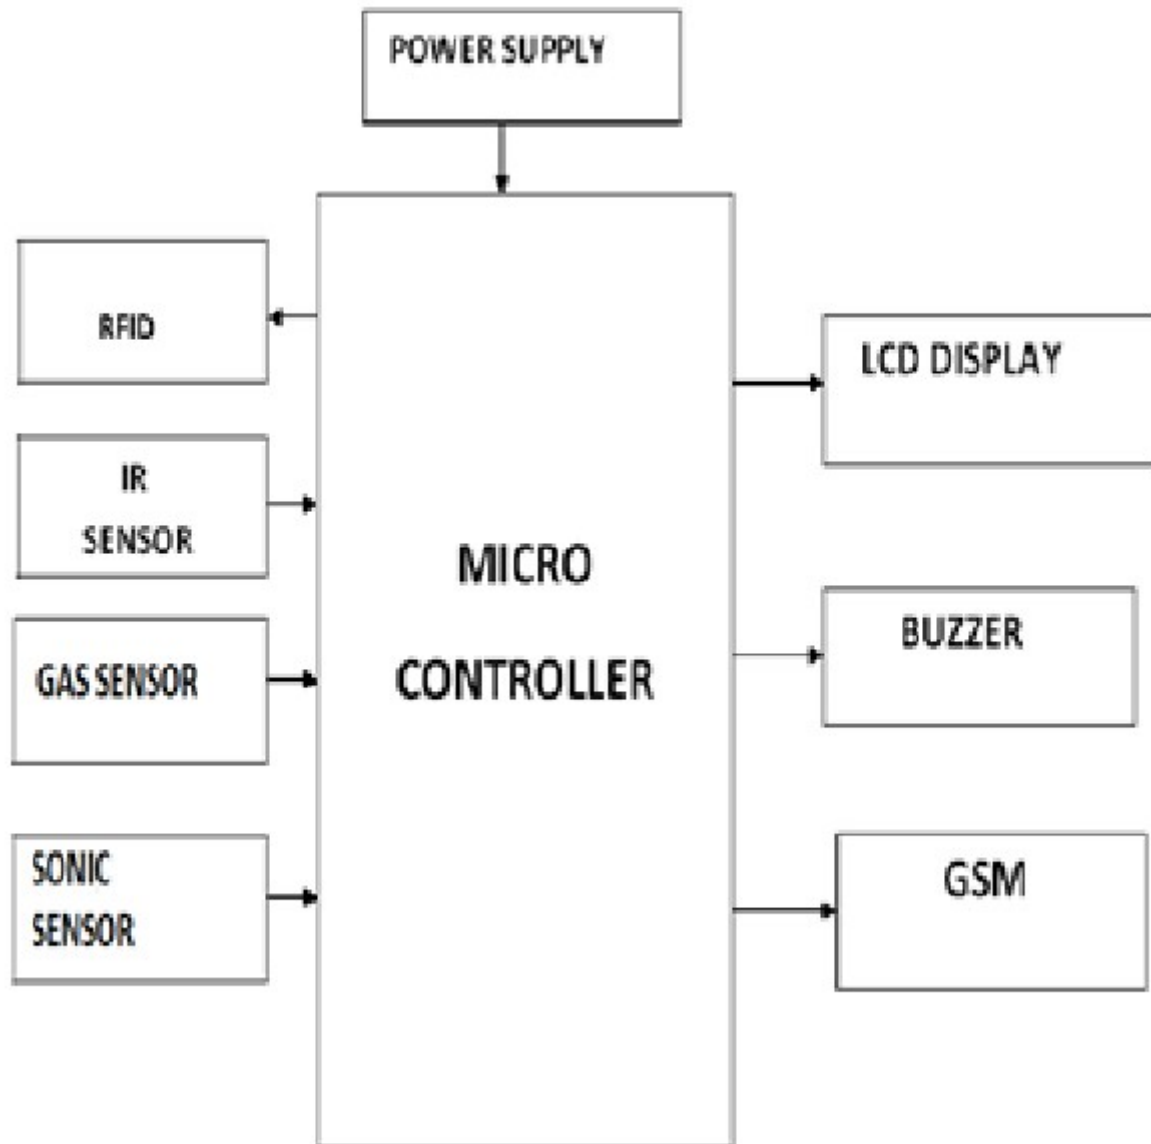 POWER SUPPLY
RFID
IR
SENSOR
GAS SENSOR
SONIC
SENSOR
MICRO
CONTROLLER
LCD DISPLAY
BUZZER
GSM